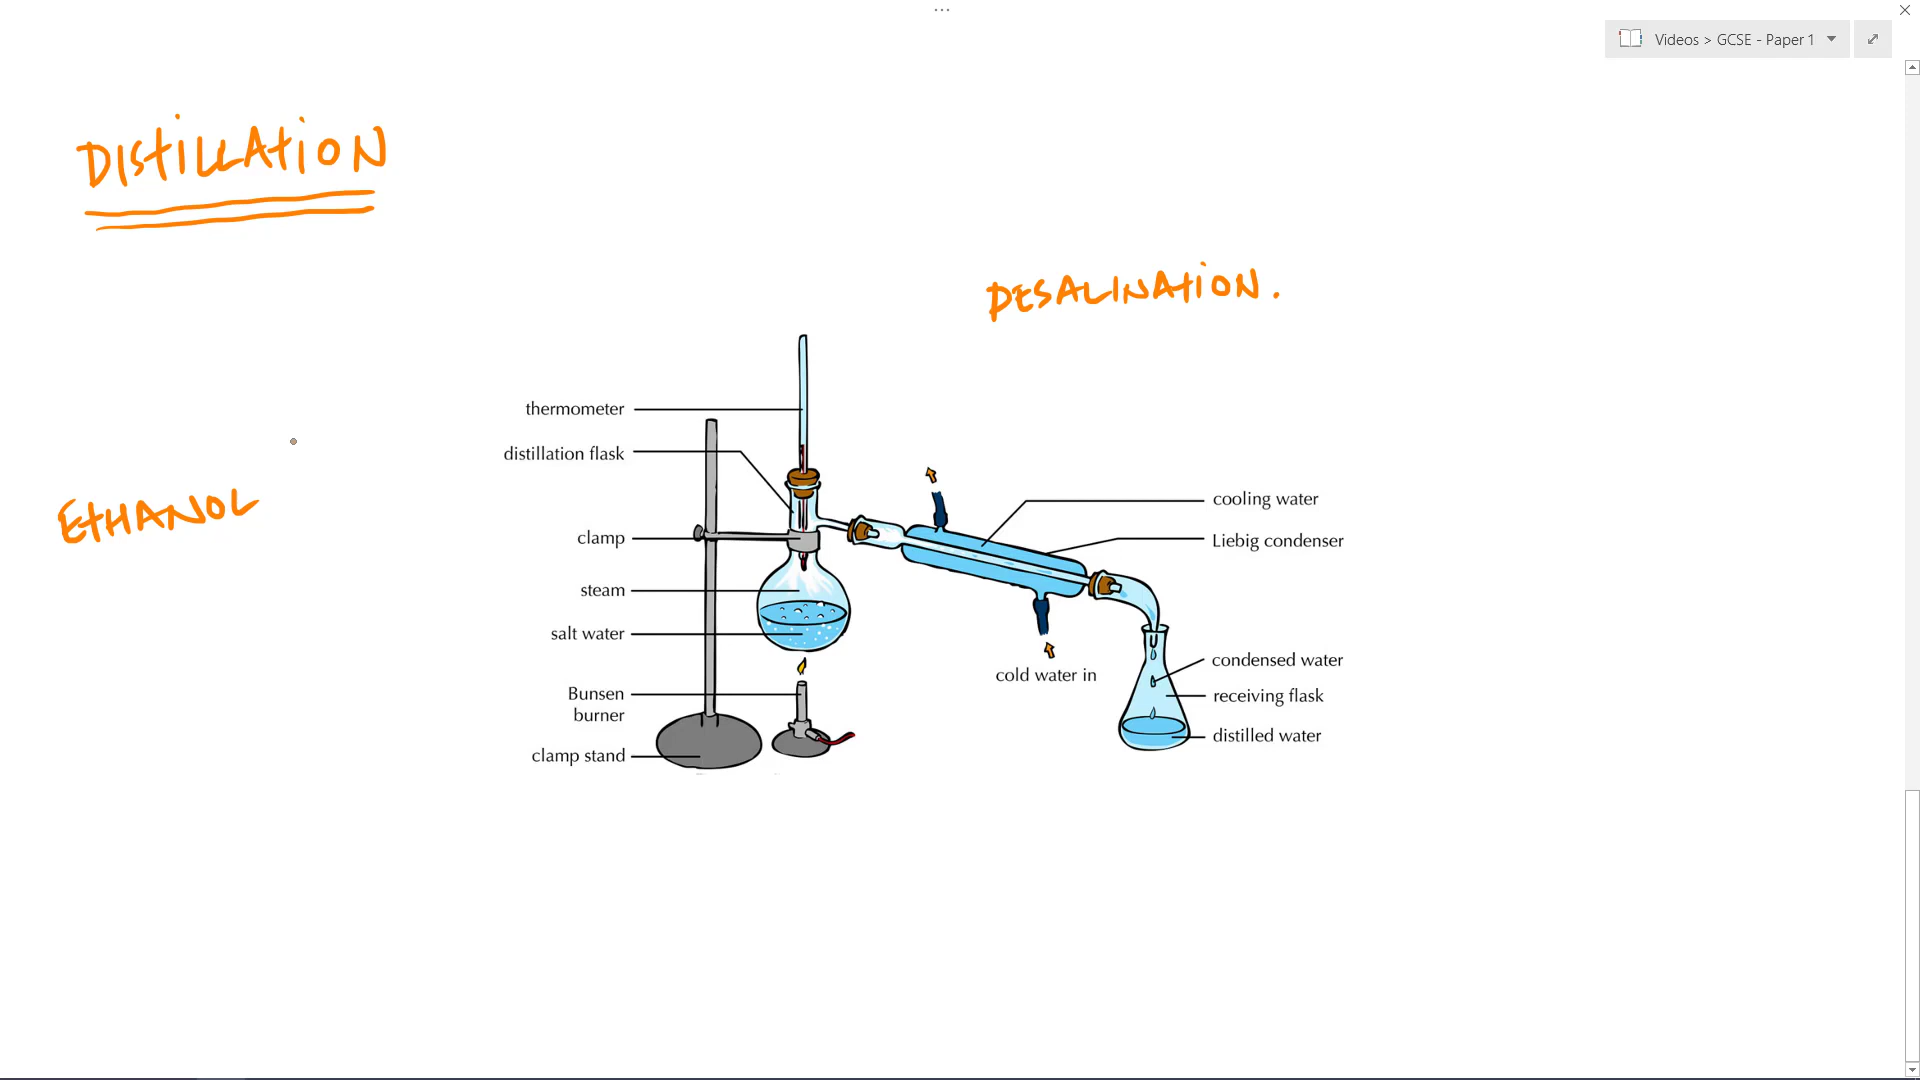 ...
Videos > GCSE - Paper 1
DISTILLATION
DESALINATION.
thermometer
distillation flask
clamp
steam
salt water
Bunsen
burner
clamp stand
ETHANOL
cooling water
Liebig condenser
cold water in
condensed water
receiving flask
distilled water